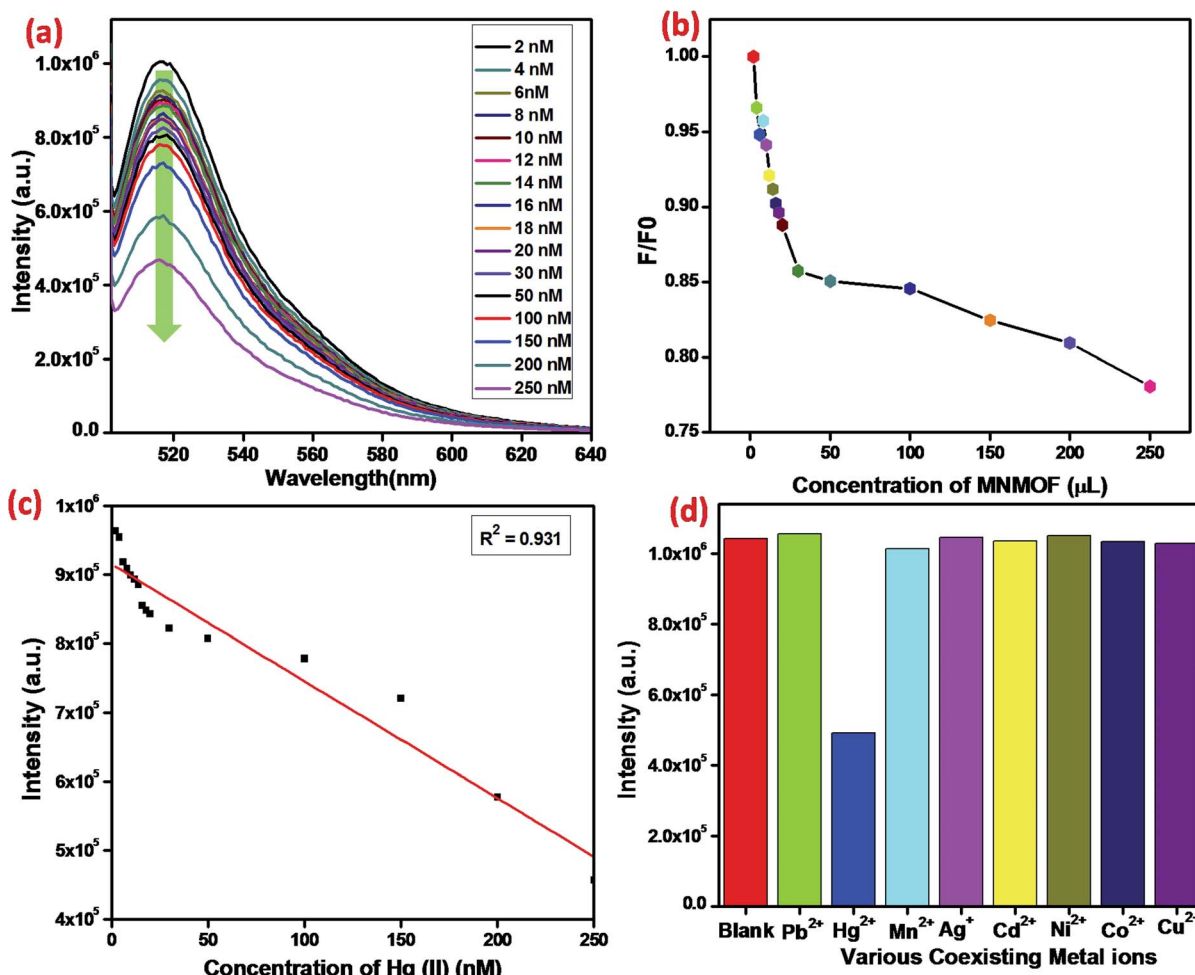 (a)
1.0x10⁶
8.0x10⁵
6.0x10⁵
4.0x10⁵
2.0x10⁵
0.0
Intensity (a.u.)
520 540 560 580 600 620 640
Wavelength(nm)
2 nM
4 nM
6nM
8 nM
10 nM
12 nM
14 nM
16 nM
18 nM
20 nM
30 nM
50 nM
100 nM
150 nM
200 nM
250 nM
(b)
1.00
0.95
0.90
0.85
0.80
0.75
F/F0
0 50 100 150 200 250
Concentration of MNMOF (µL)
(c)
1x10⁶
9x10⁵
8x10⁵
7x10⁵
6x10⁵
5x10⁵
4x10⁵
Intensity (a.u.)
R² = 0.931
0 50 100 150 200 250
Concentration of Hg (II) (nM)
(d)
1.0x10⁶
8.0x10⁵
6.0x10⁵
4.0x10⁵
2.0x10⁵
0.0
Intensity (a.u.)
Blank Pb²⁺ Hg²⁺ Mn²⁺ Ag⁺ Cd²⁺ Ni²⁺ Co²⁺ Cu²⁺
Various Coexisting Metal ions